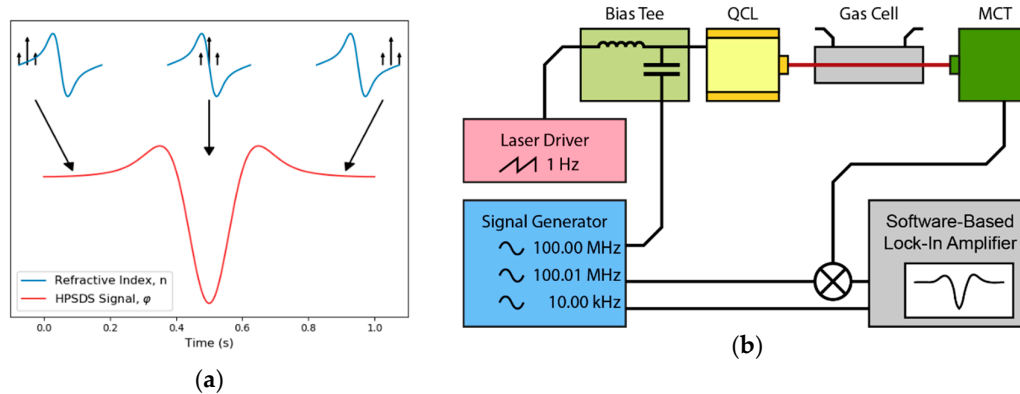 Refractive Index, n
HPSDS Signal, φ
0.0 0.2 0.4 0.6 0.8 1.0
Time (s)
(a)
Bias Tee
QCL
Gas Cell
MCT
Laser Driver
1 Hz
Signal Generator
100.00 MHz
100.01 MHz
10.00 kHz
Software-Based
Lock-In Amplifier
(b)